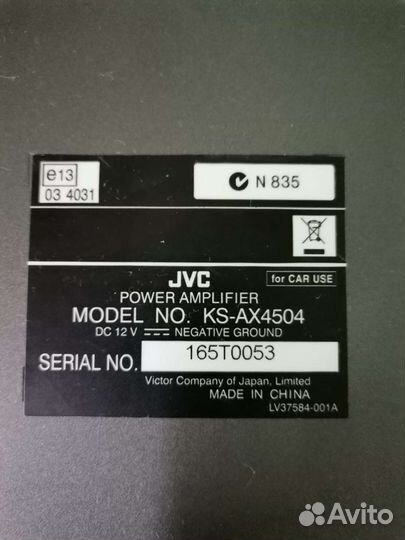 e13
03 4031
N 835
JVC
for CAR USE
POWER AMPLIFIER
MODEL NO. KS-AX4504
DC 12 V NEGATIVE GROUND
SERIAL NO. 165T0053
Victor Company of Japan, Limited
MADE IN CHINA
LV37584-001A
Avito